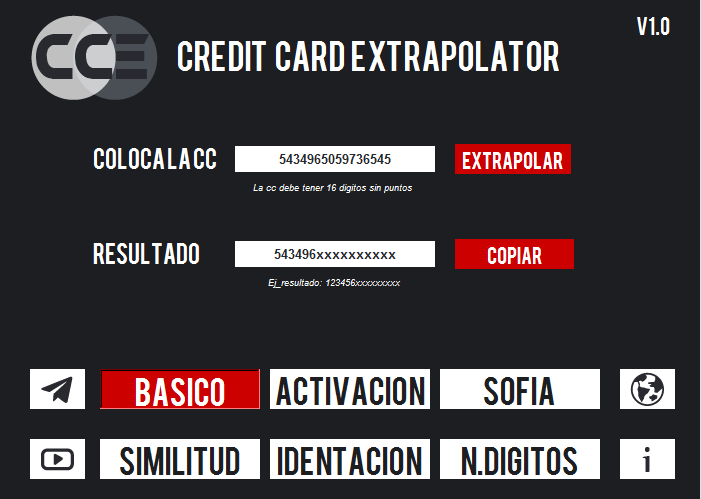 V1.0
CCE
CREDIT CARD EXTRAPOLATOR
COLOCA LA CC
5434965059736545
EXTRAPOLAR
La cc debe tener 16 digitos sin puntos
RESULTADO
543496xxxxxxxxxx
COPIAR
Ej_resultado: 123456xxxxxxxxx
BASICO
ACTIVACION
SOFIA
SIMILITUD
IDENTACION
N.DIGITOS
i